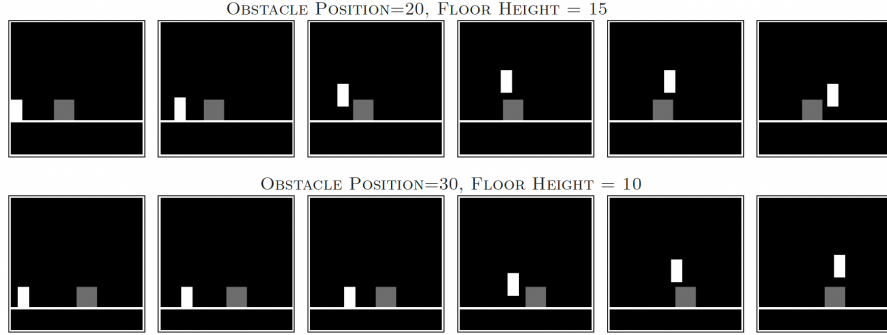 Obstacle Position=20, Floor Height = 15
Obstacle Position=30, Floor Height = 10